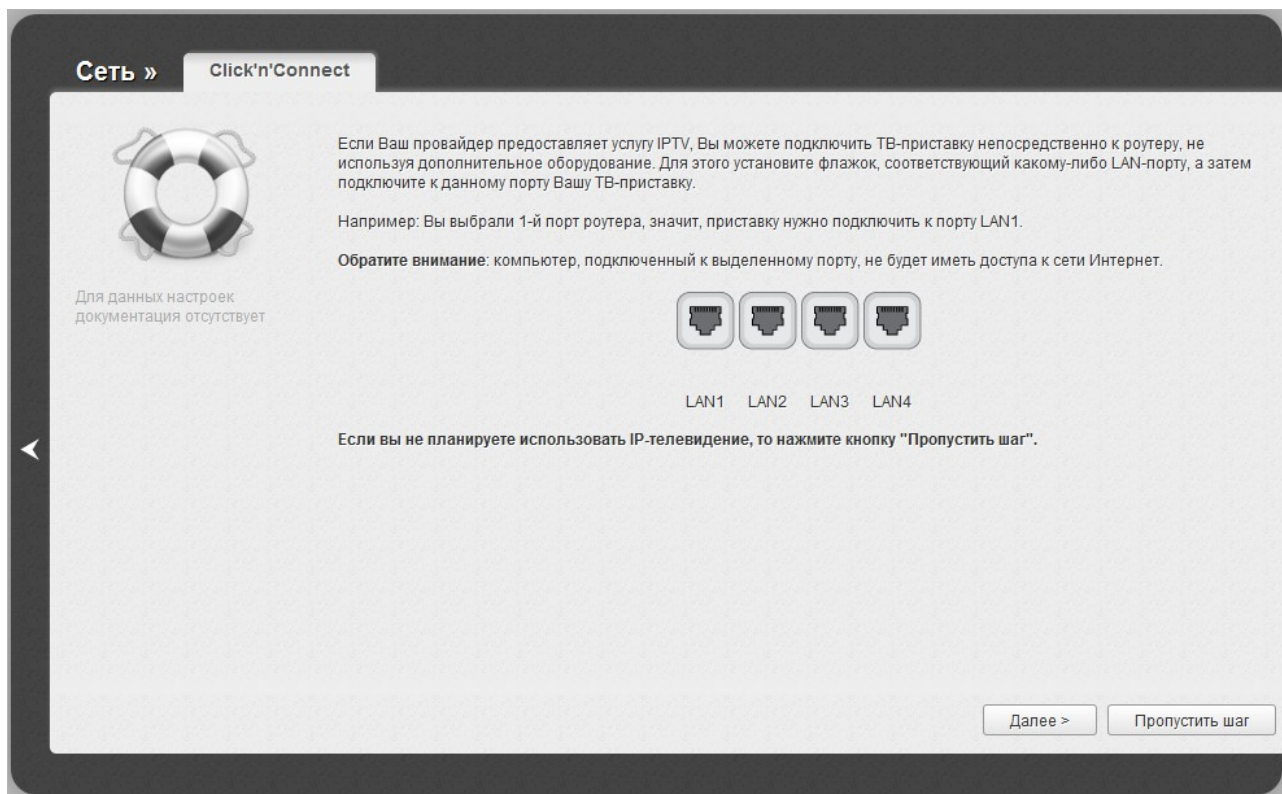 Сеть »
Click'n'Connect
Если Ваш провайдер предоставляет услугу IPTV, Вы можете подключить ТВ-приставку непосредственно к роутеру, не
используя дополнительное оборудование. Для этого установите флажок, соответствующий какому-либо LAN-порту, а затем
подключите к данному порту Вашу ТВ-приставку.
Например: Вы выбрали 1-й порт роутера, значит, приставку нужно подключить к порту LAN1.
Обратите внимание: компьютер, подключенный к выделенному порту, не будет иметь доступа к сети Интернет.
Для данных настроек
документация отсутствует
LAN1 LAN2 LAN3 LAN4
Если вы не планируете использовать IP-телевидение, то нажмите кнопку "Пропустить шаг".
Далее > Пропустить шаг